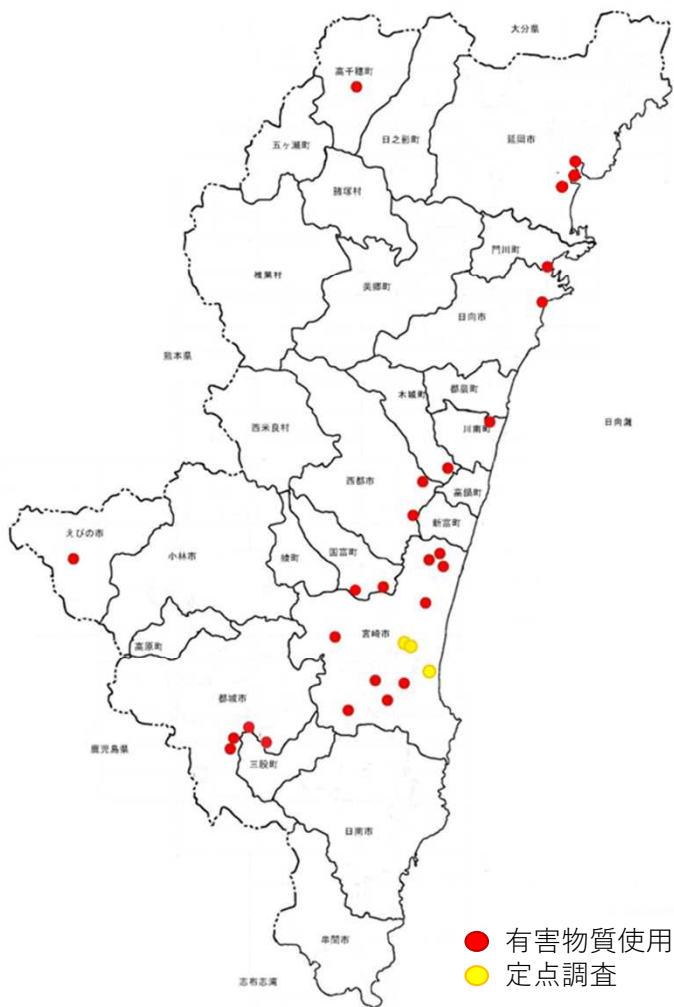 大分県
高千穂町
日之影町
延岡市
五ヶ瀬町
諸塚村
門川町
椎葉村
美郷町
日向市
熊本県
木城町
都農町
西米良村
川南町
日向灘
西都市
高鍋町
新富町
えびの市
小林市
綾町
国富町
宮崎市
高原町
都城市
鹿児島県
三股町
日南市
串間市
志布志湾
有害物質使用
定点調査